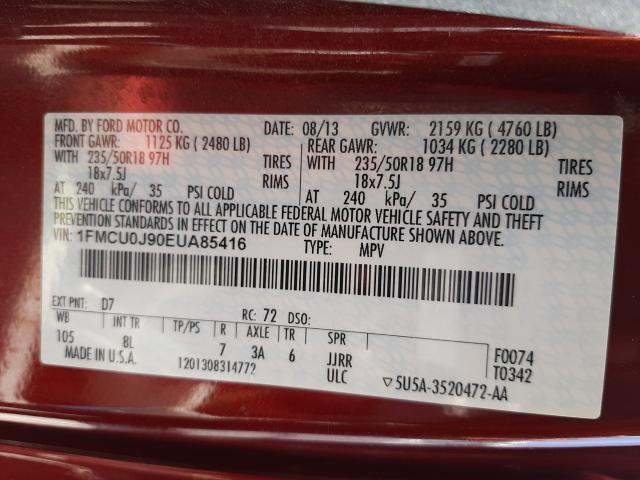 MFD. BY FORD MOTOR CO. DATE: 08/13 GVWR: 2159 KG ( 4760 LB)
FRONT GAWR: 1125 KG ( 2480 LB) REAR GAWR: 1034 KG ( 2280 LB)
WITH 235/50R18 97H TIRES WITH 235/50R18 97H TIRES
18x7.5J RIMS 18x7.5J RIMS
AT 240 kPa/ 35 PSI COLD AT 240 kPa/ 35 PSI COLD
THIS VEHICLE CONFORMS TO ALL APPLICABLE FEDERAL MOTOR VEHICLE SAFETY AND THEFT
PREVENTION STANDARDS IN EFFECT ON THE DATE OF MANUFACTURE SHOWN ABOVE.
VIN: 1FMCU0J90EUA85416 TYPE: MPV
EXT PNT: D7 RC: 72 DSO:
WB INT TR TP/PS R AXLE TR SPR
105 8L 7 3A 6 JJRR F0074
MADE IN U.S.A. 1201308314772 ULC T0342
▽5U5A-3520472-AA